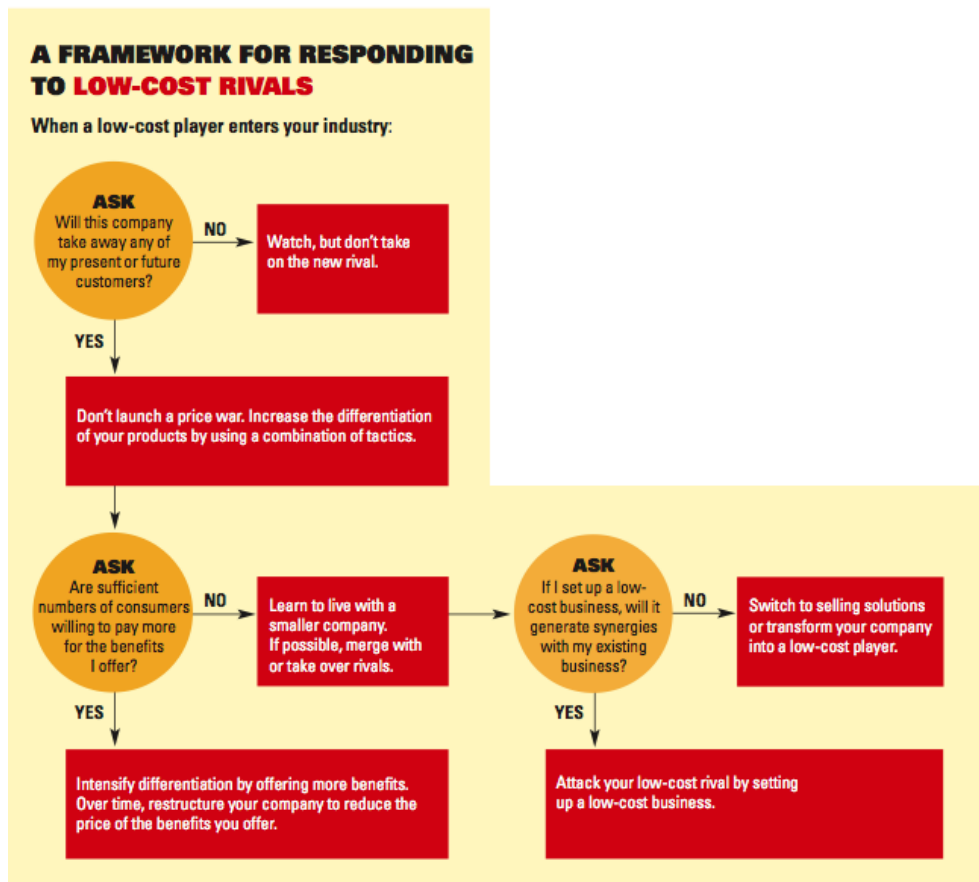 A FRAMEWORK FOR RESPONDING
TO LOW-COST RIVALS
When a low-cost player enters your industry:
ASK
Will this company
take away any of
my present or future
customers?
NO
Watch, but don't take
on the new rival.
YES
Don't launch a price war. Increase the differentiation
of your products by using a combination of tactics.
ASK
Are sufficient
numbers of consumers
willing to pay more
for the benefits
I offer?
NO
Learn to live with a
smaller company.
If possible, merge with
or take over rivals.
ASK
If I set up a low-
cost business, will it
generate synergies
with my existing
business?
NO
Switch to selling solutions
or transform your company
into a low-cost player.
YES
Intensify differentiation by offering more benefits.
Over time, restructure your company to reduce the
price of the benefits you offer.
YES
Attack your low-cost rival by setting
up a low-cost business.